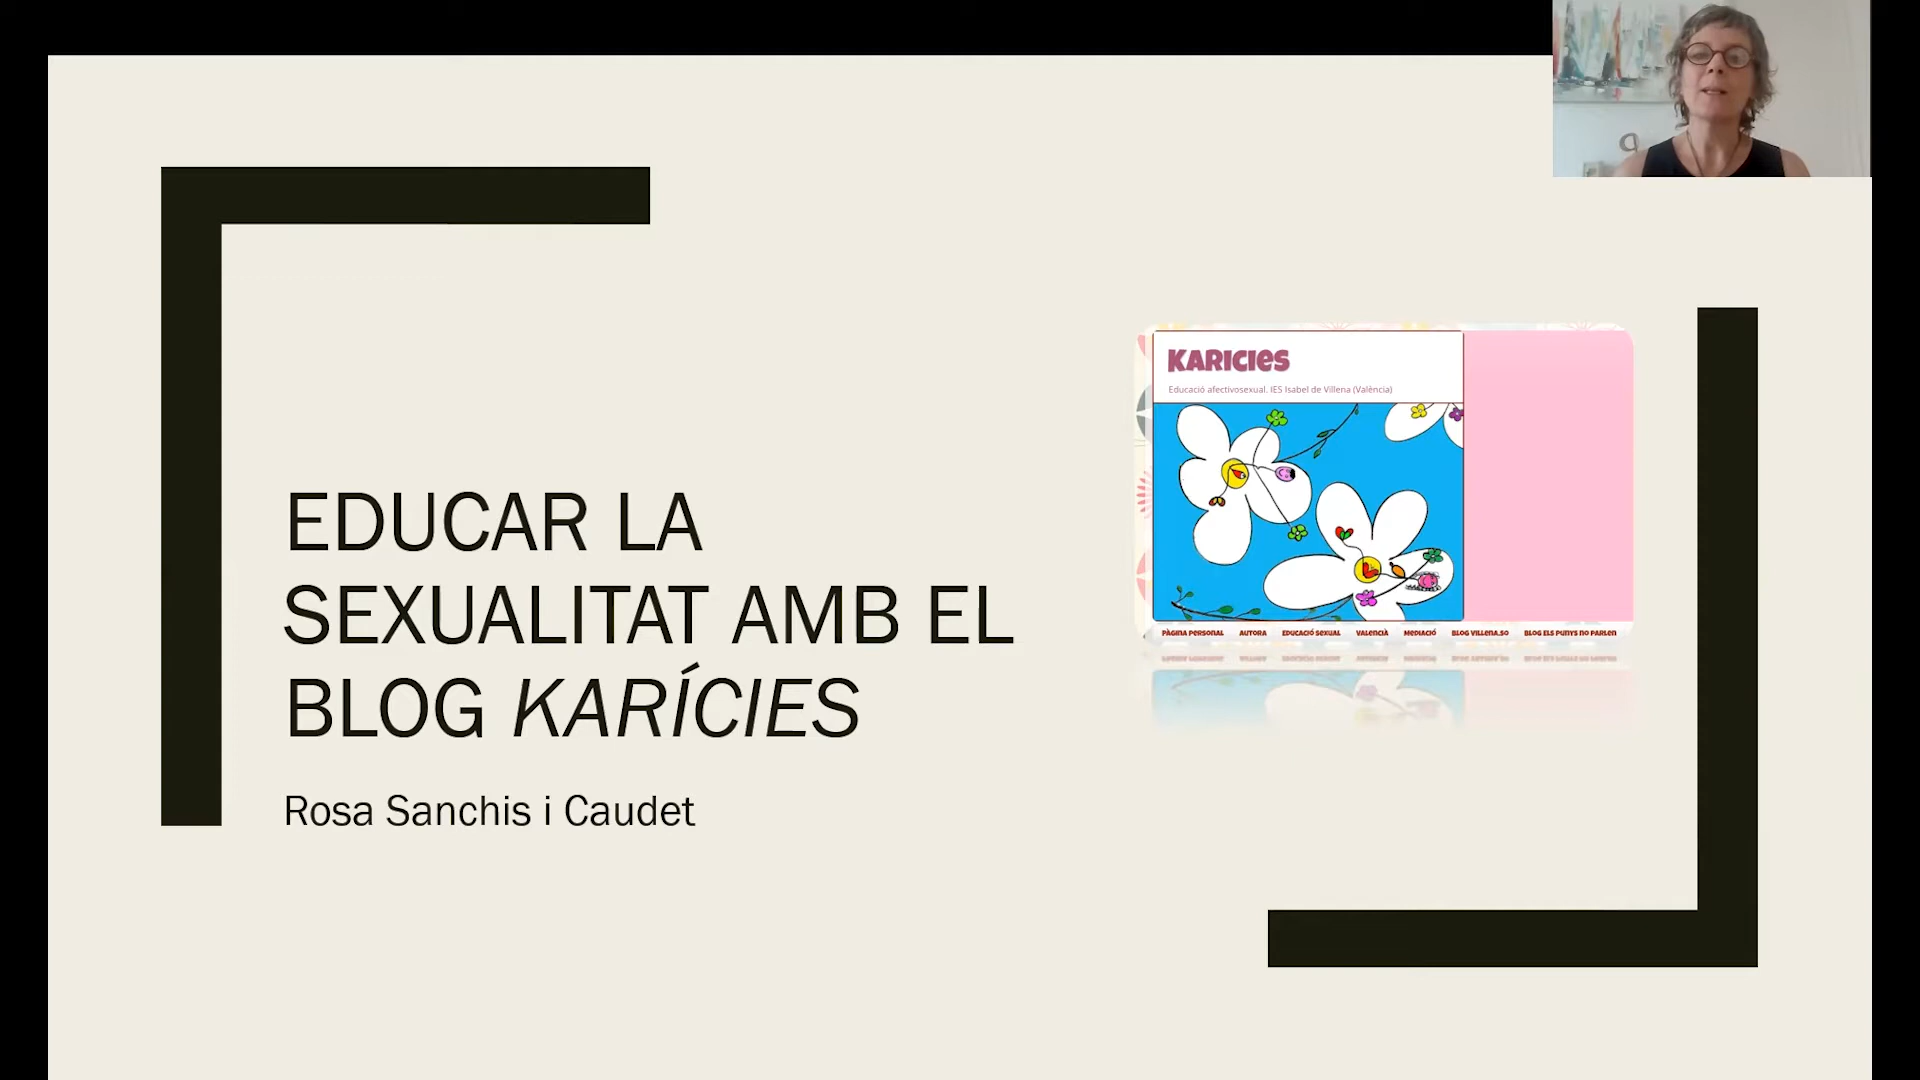 EDUCAR LA
SEXUALITAT AMB EL
BLOG KARÍCIES
Rosa Sanchis i Caudet
KARICIES
Educació afectivosexual. IES Isabel de Villena (València)
PÀGINA PERSONAL AUTORA EDUCACIÓ SEXUAL VALENCIÀ MEDIACIÓ BLOG VILLENA.SO BLOG ELS PUNYS NO PARLEN